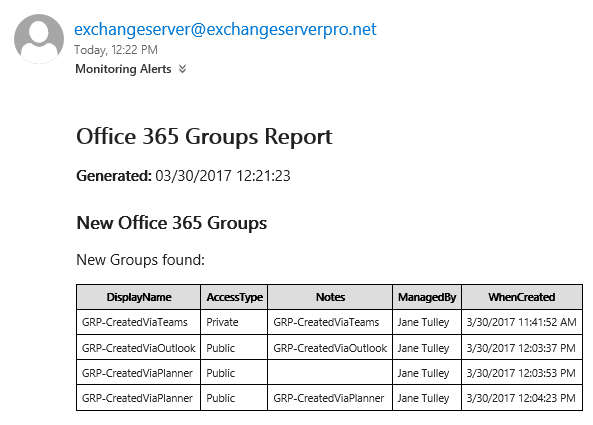 exchangeserver@exchangeserverpro.net
Today, 12:22 PM
Monitoring Alerts
Office 365 Groups Report
Generated: 03/30/2017 12:21:23
New Office 365 Groups
New Groups found:
DisplayName AccessType Notes ManagedBy WhenCreated
GRP-CreatedViaTeams Private GRP-CreatedViaTeams Jane Tulley 3/30/2017 11:41:52 AM
GRP-CreatedViaOutlook Public GRP-CreatedViaOutlook Jane Tulley 3/30/2017 12:03:37 PM
GRP-CreatedViaPlanner Public Jane Tulley 3/30/2017 12:03:53 PM
GRP-CreatedViaPlanner Public GRP-CreatedViaPlanner Jane Tulley 3/30/2017 12:04:23 PM